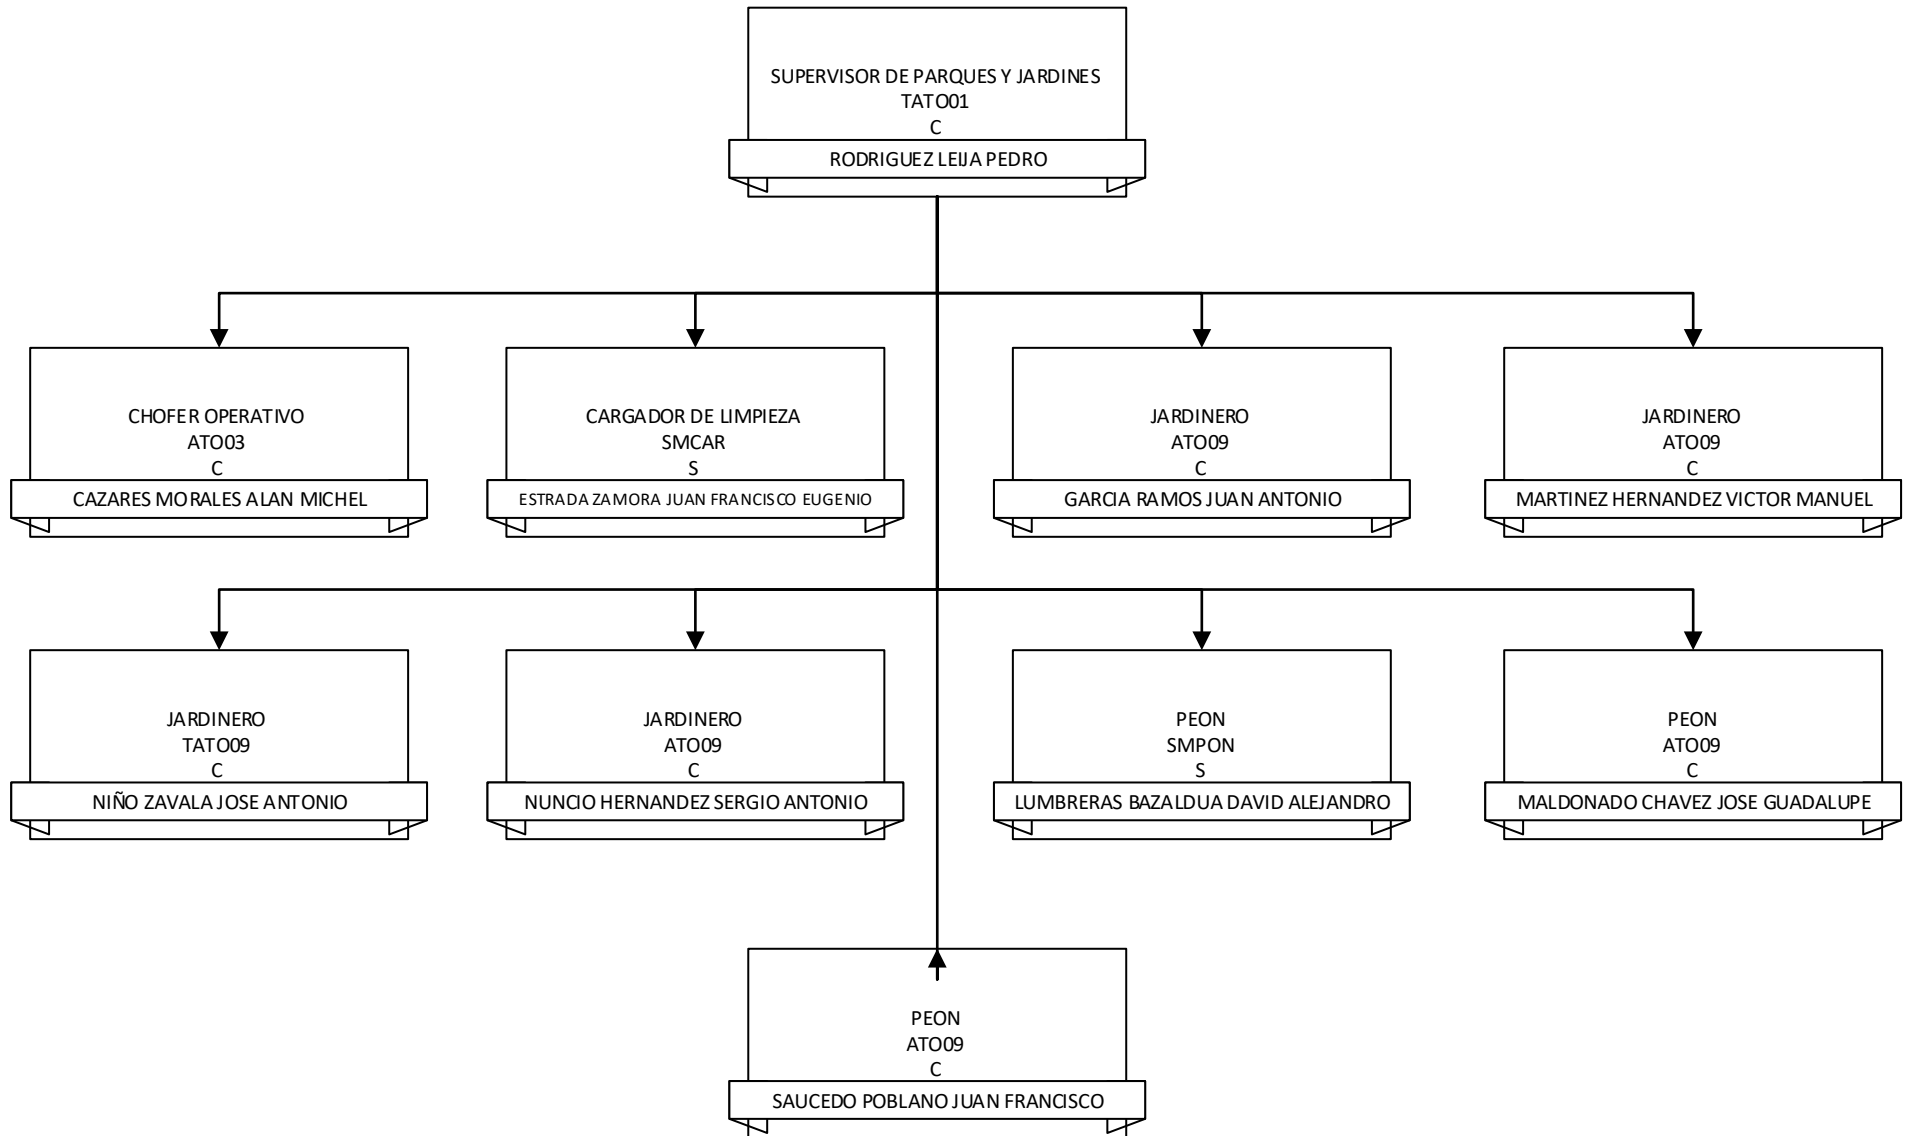 SUPERVISOR DE PARQUES Y JARDINES
TATO01
C
RODRIGUEZ LEIJA PEDRO
CHOFER OPERATIVO
ATO03
C
CAZARES MORALES ALAN MICHEL
CARGADOR DE LIMPIEZA
SMCAR
S
ESTRADA ZAMORA JUAN FRANCISCO EUGENIO
JARDINERO
ATO09
C
GARCIA RAMOS JUAN ANTONIO
JARDINERO
ATO09
C
MARTINEZ HERNANDEZ VICTOR MANUEL
JARDINERO
TATO09
C
NIÑO ZAVALA JOSE ANTONIO
JARDINERO
ATO09
C
NUNCIO HERNANDEZ SERGIO ANTONIO
PEON
SMPON
S
LUMBRERAS BAZALDUA DAVID ALEJANDRO
PEON
ATO09
C
MALDONADO CHAVEZ JOSE GUADALUPE
PEON
ATO09
C
SAUCEDO POBLANO JUAN FRANCISCO